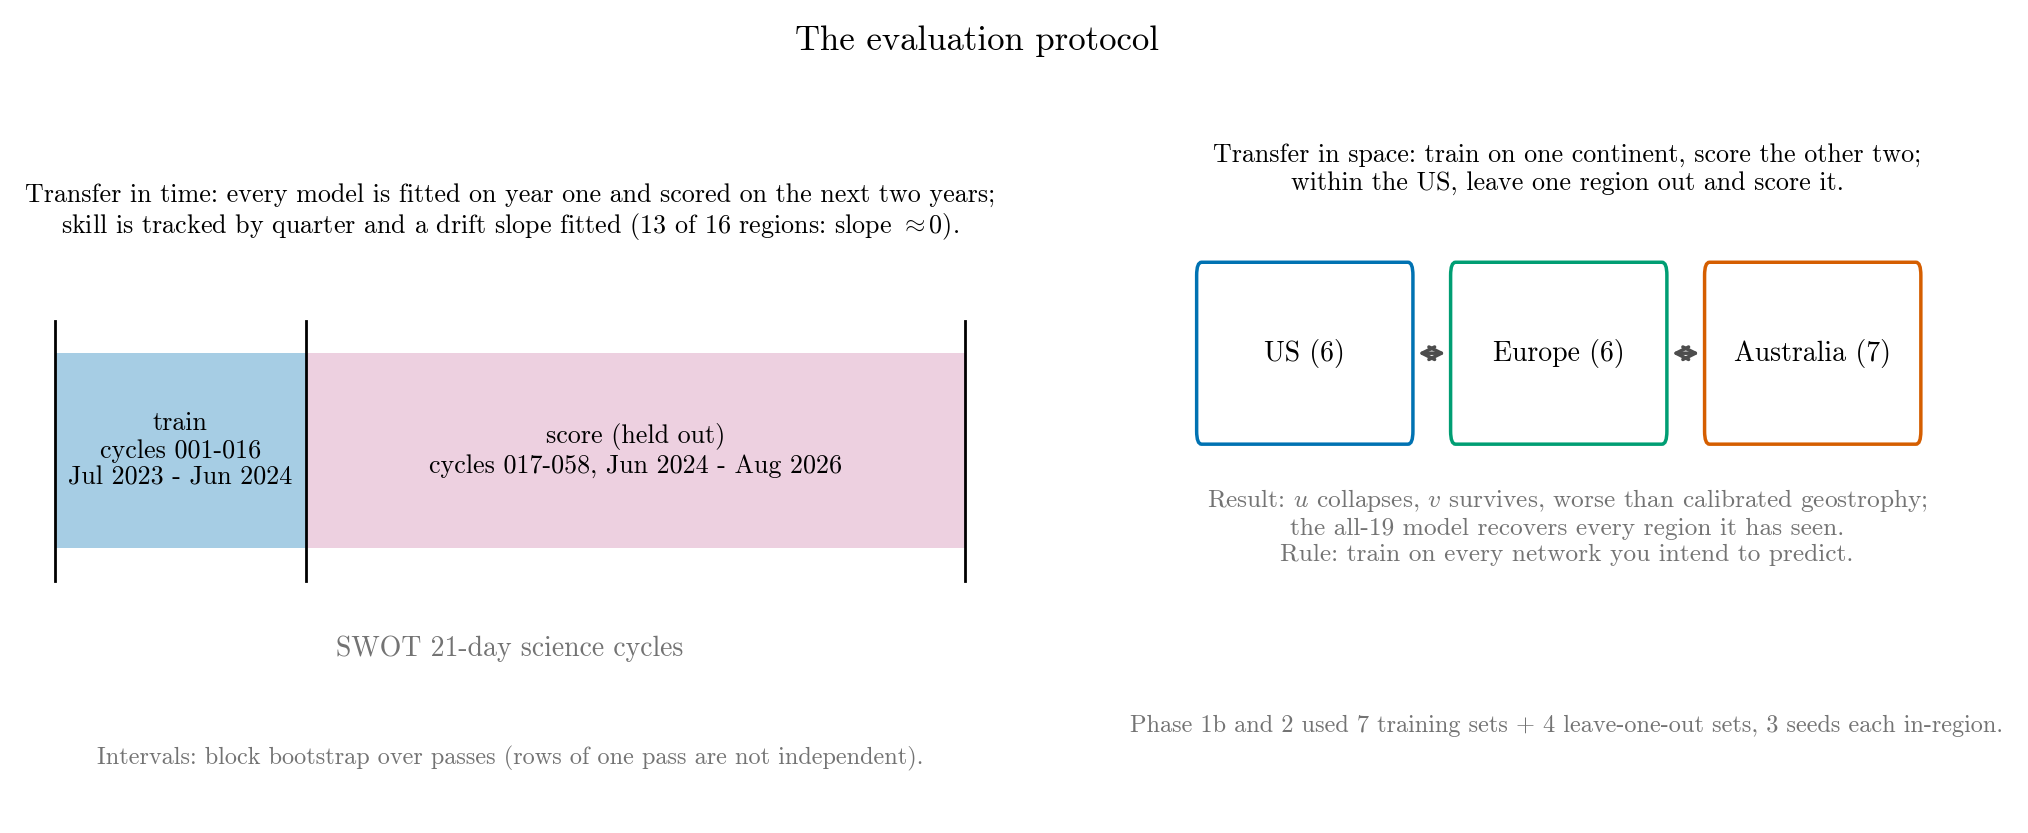 The evaluation protocol
Transfer in time: every model is fitted on year one and scored on the next two years;
skill is tracked by quarter and a drift slope fitted (13 of 16 regions: slope ≈0).
train
cycles 001-016
Jul 2023 - Jun 2024
score (held out)
cycles 017-058, Jun 2024 - Aug 2026
SWOT 21-day science cycles
Intervals: block bootstrap over passes (rows of one pass are not independent).
Transfer in space: train on one continent, score the other two;
within the US, leave one region out and score it.
US (6)
Europe (6)
Australia (7)
Result: u collapses, v survives, worse than calibrated geostrophy;
the all-19 model recovers every region it has seen.
Rule: train on every network you intend to predict.
Phase 1b and 2 used 7 training sets + 4 leave-one-out sets, 3 seeds each in-region.